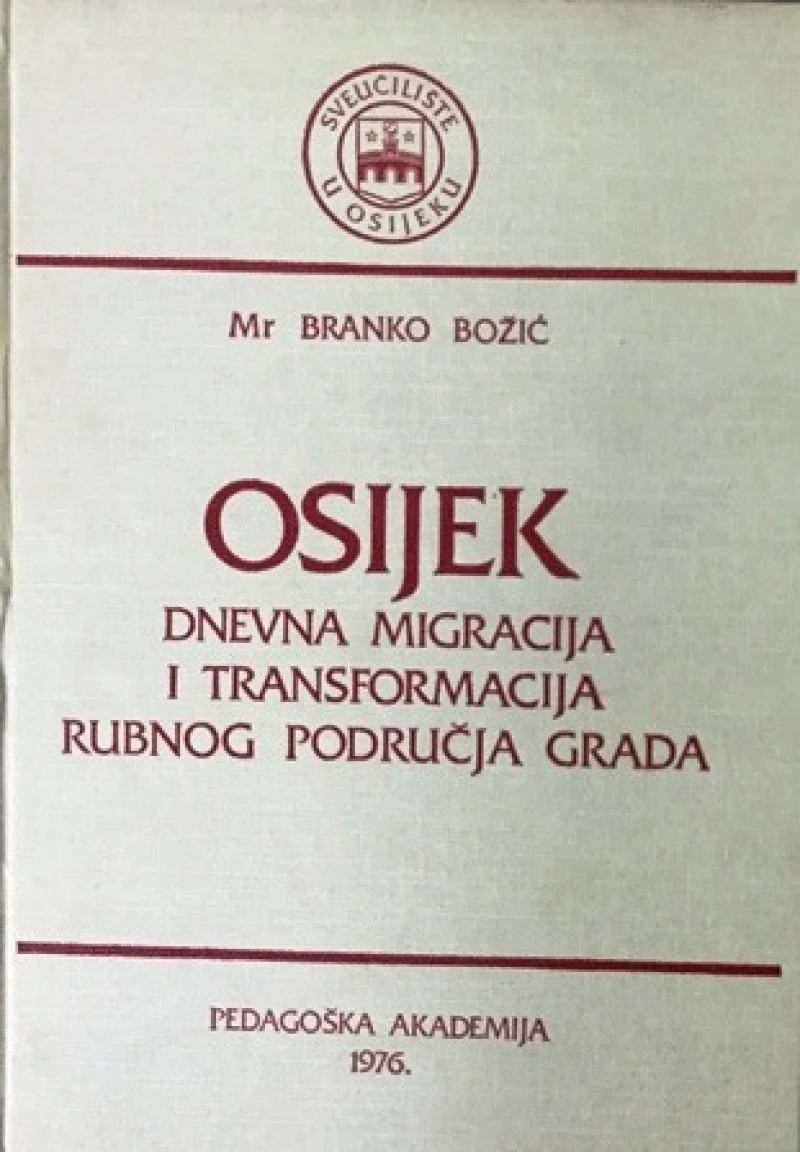 SVEUČILIŠTE
U OSIJEKU
Mr BRANKO BOŽIĆ
OSIJEK
DNEVNA MIGRACIJA
I TRANSFORMACIJA
RUBNOG PODRUČJA GRADA
PEDAGOŠKA AKADEMIJA
1976.